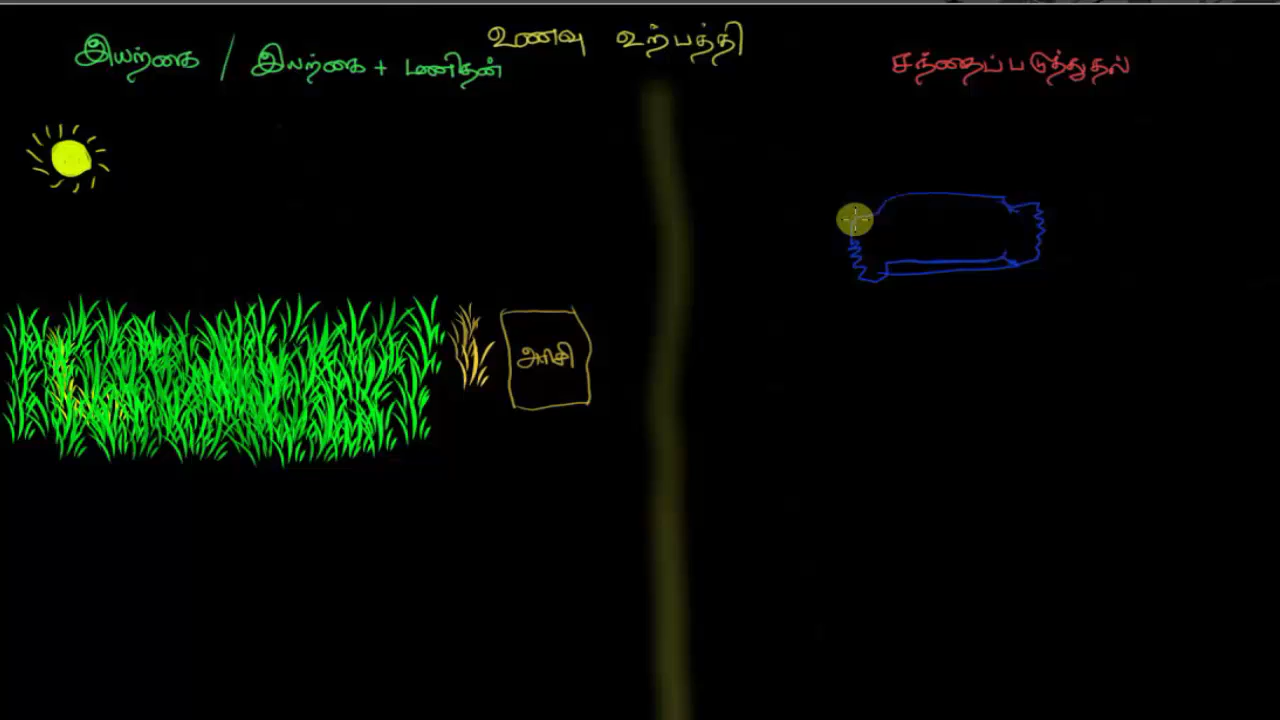 உணவு உற்பத்தி
இயற்கை / இயற்கை + மனிதன்
சந்தைப்படுத்துதல்
அரிசி